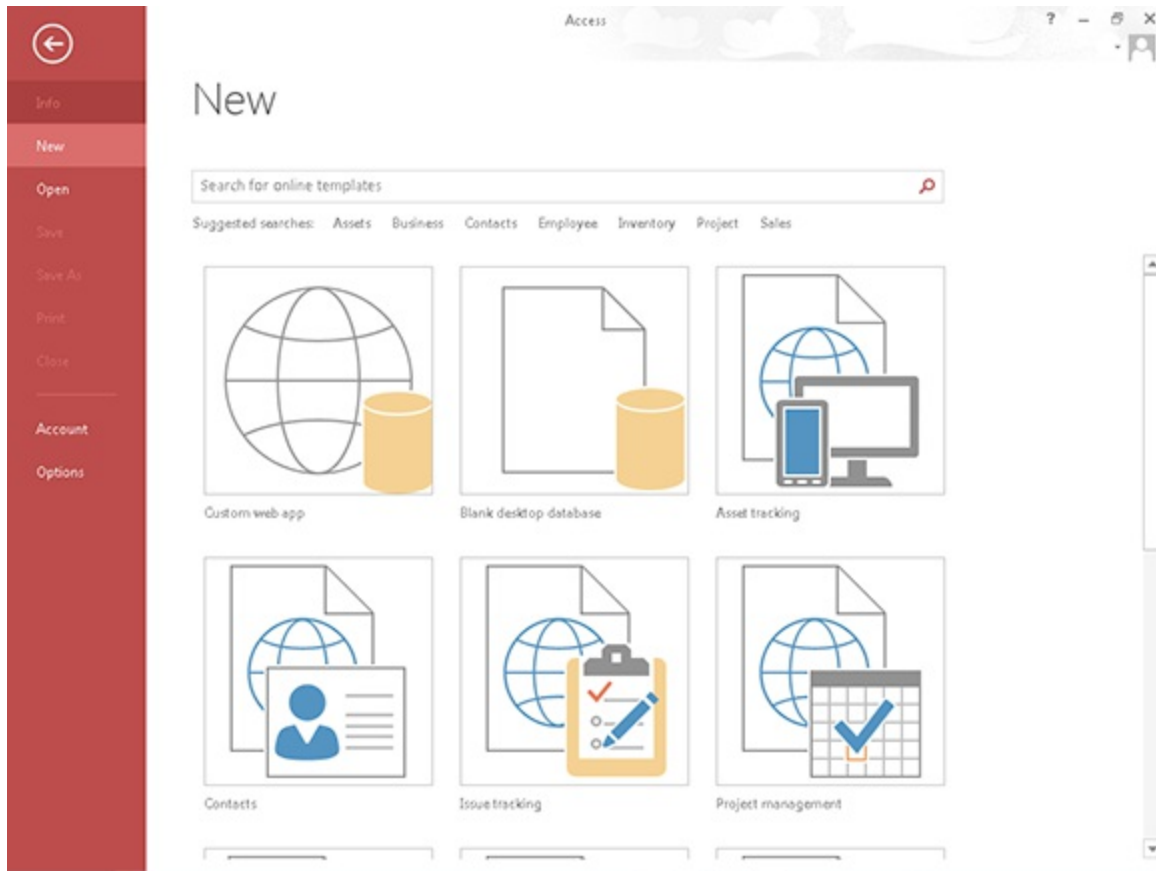 Access
?
Info
New
Open
Save
Save As
Print
Close
Account
Options
New
Search for online templates
Suggested searches: Assets Business Contacts Employee Inventory Project Sales
Custom web app Blank desktop database Asset tracking
Contacts Issue tracking Project management